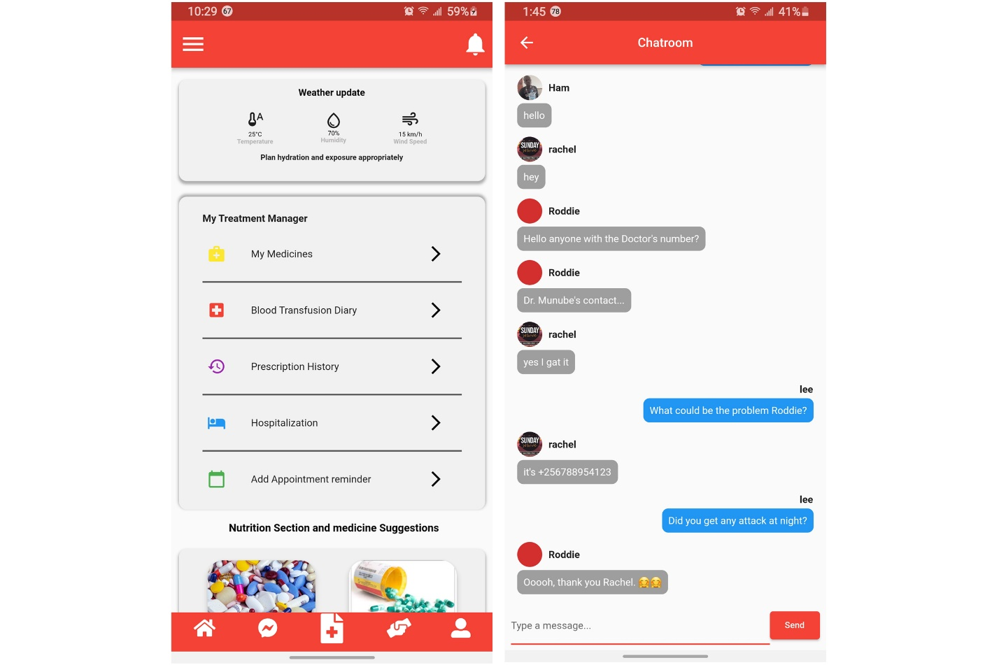 10:29 67 59%
Weather update
A
25°C
Temperature
70%
Humidity
15 km/h
Wind Speed
Plan hydration and exposure appropriately
My Treatment Manager
My Medicines
Blood Transfusion Diary
Prescription History
Hospitalization
Add Appointment reminder
Nutrition Section and medicine Suggestions
1:45 78 41%
Chatroom
Ham
hello
SUNDAY
rachel
hey
Roddie
Hello anyone with the Doctor's number?
Roddie
Dr. Munube's contact...
SUNDAY
rachel
yes I gat it
lee
What could be the problem Roddie?
SUNDAY
rachel
it's +256788954123
lee
Did you get any attack at night?
Roddie
Ooooh, thank you Rachel. 🤗🤗
Type a message...
Send